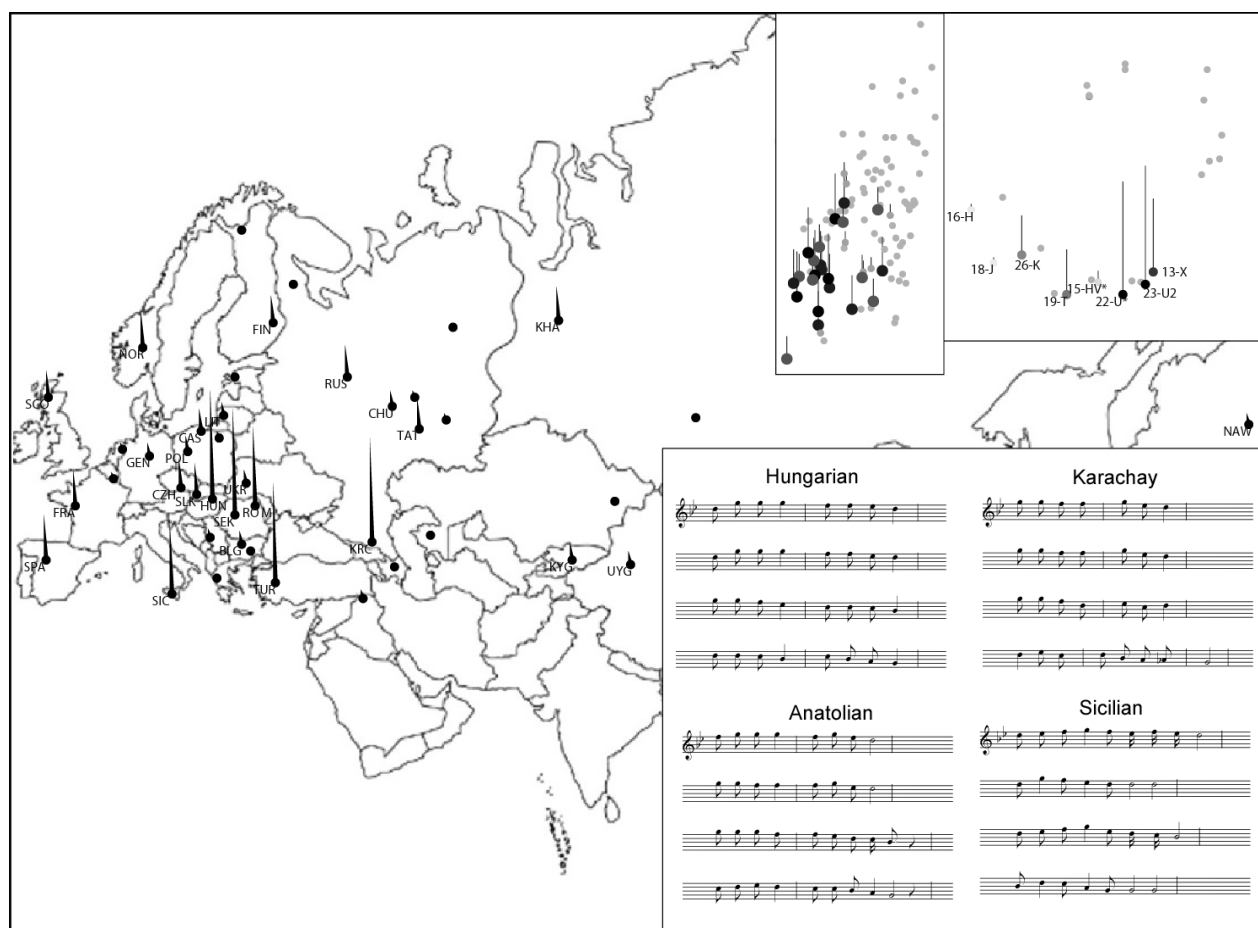 16-H
18-J
26-K
19-T
15-HV*
22-U*
23-U2
13-X
NOR
FIN
KHA
SCO
RUS
CHU
TAT
LIT
CAS
POL
GEN
NAW
CZH
SLK
HUN
SEK
UKR
ROM
FRA
SPA
BLG
SIC
TUR
KRC
KYG
UYG
Hungarian
Karachay
Anatolian
Sicilian